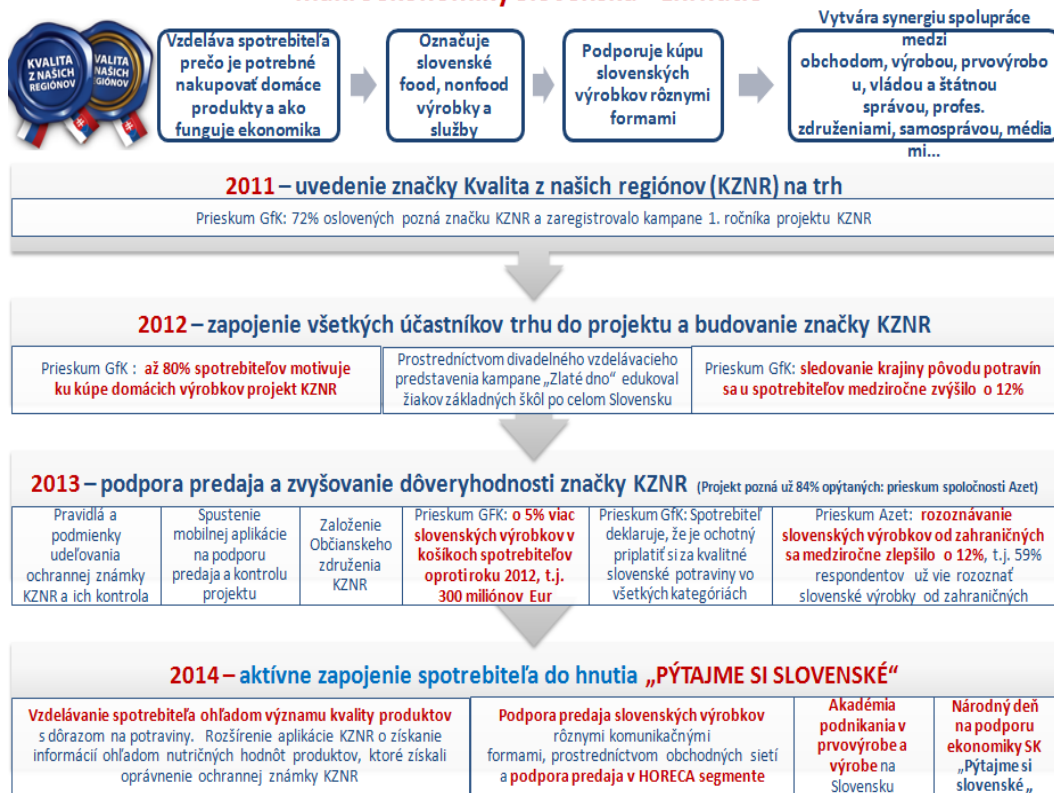 KVALITA
Z NAŠICH
REGIÓNOV
VALITA
NAŠICH
REGIÓNOV
Vzdeláva spotrebiteľa
prečo je potrebné
nakupovať domáce
produkty a ako
funguje ekonomika
Označuje
slovenské
food, nonfood
výrobky a
služby
Podporuje kúpu
slovenských
výrobkov rôznymi
formami
Vytvára synergiu spolupráce
medzi
obchodom, výrobou, prvovýrobo
u, vládou a štátnou
správou, profes.
združeniami, samosprávou, média
mi...
2011 – uvedenie značky Kvalita z našich regiónov (KZNR) na trh
Prieskum GfK: 72% oslovených pozná značku KZNR a zaregistrovalo kampane 1. ročníka projektu KZNR
2012 – zapojenie všetkých účastníkov trhu do projektu a budovanie značky KZNR
Prieskum GfK : až 80% spotrebiteľov motivuje
ku kúpe domácich výrobkov projekt KZNR
Prostredníctvom divadelného vzdelávacieho
predstavenia kampane „Zlaté dno“ edukoval
žiakov základných škôl po celom Slovensku
Prieskum GfK: sledovanie krajiny pôvodu potravín
sa u spotrebiteľov medziročne zvýšilo o 12%
2013 – podpora predaja a zvyšovanie dôveryhodnosti značky KZNR (Projekt pozná už 84% opýtaných: prieskum spoločnosti Azet)
Pravidlá a
podmienky
udeľovania
ochrannej známky
KZNR a ich kontrola
Spustenie
mobilnej aplikácie
na podporu
predaja a kontrolu
projektu
Založenie
Občianskeho
združenia
KZNR
Prieskum GFK: o 5% viac
slovenských výrobkov v
košíkoch spotrebiteľov
oproti roku 2012, t.j.
300 miliónov Eur
Prieskum GfK: Spotrebiteľ
deklaruje, že je ochotný
priplatiť si za kvalitné
slovenské potraviny vo
všetkých kategóriách
Prieskum Azet: rozoznávanie
slovenských výrobkov od zahraničných
sa medziročne zlepšilo o 12%, t.j. 59%
respondentov už vie rozoznať
slovenské výrobky od zahraničných
2014 – aktívne zapojenie spotrebiteľa do hnutia „PÝTAJME SI SLOVENSKÉ“
Vzdelávanie spotrebiteľa ohľadom významu kvality produktov
s dôrazom na potraviny. Rozšírenie aplikácie KZNR o získanie
informácií ohľadom nutričných hodnôt produktov, ktoré získali
oprávnenie ochrannej známky KZNR
Podpora predaja slovenských výrobkov
rôznymi komunikačnými
formami, prostredníctvom obchodných sietí
a podpora predaja v HORECA segmente
Akadémia
podnikania v
prvovýrobe a
výrobe na
Slovensku
Národný deň
na podporu
ekonomiky SK
„Pýtajme si
slovenské „